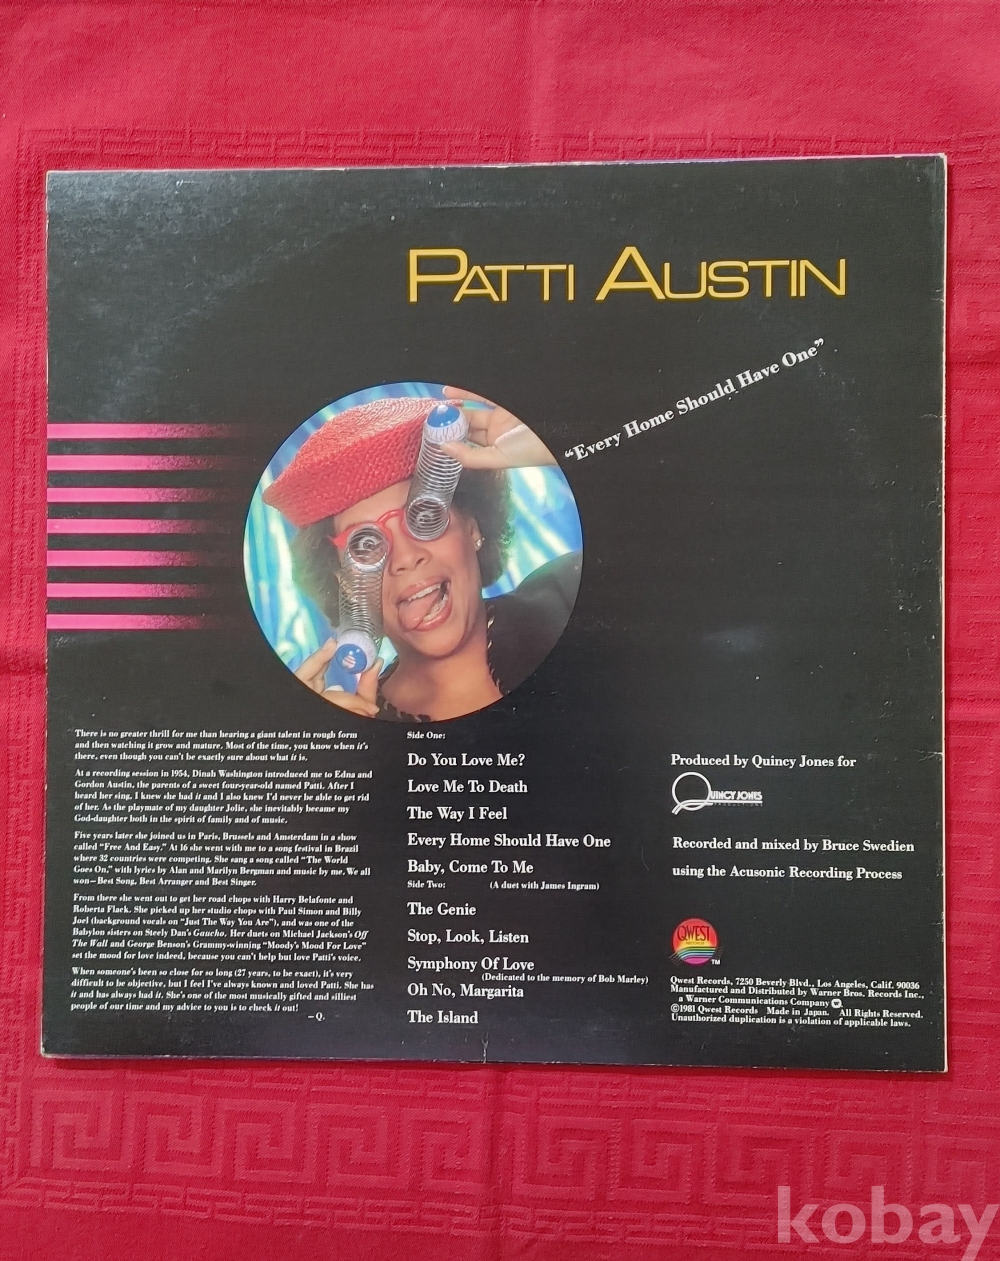 PATTI AUSTIN
"Every Home Should Have One"
There is no greater thrill for me than hearing a giant talent in rough form
and then watching it grow and mature. Most of the time, you know when it's
there, even though you can't be exactly sure about what it is.
At a recording session in 1954, Dinah Washington introduced me to Edna and
Gordon Austin, the parents of a sweet four-year-old named Patti. After I
heard her sing, I knew she had it and I also knew I'd never be able to get rid
of her. As the playmate of my daughter Jolie, she inevitably became my
God-daughter both in the spirit of family and of music.
Five years later she joined us in Paris, Brussels and Amsterdam in a show
called "Free And Easy." At 16 she went with me to a song festival in Brazil
where 32 countries were competing. She sang a song called "The World
Goes On," with lyrics by Alan and Marilyn Bergman and music by me. We all
won—Best Song, Best Arranger and Best Singer.
From there she went out to get her road chops with Harry Belafonte and
Roberta Flack. She picked up her studio chops with Paul Simon and Billy
Joel (background vocals on "Just The Way You Are"), and was one of the
Babylon sisters on Steely Dan's Gaucho. Her duets on Michael Jackson's Off
The Wall and George Benson's Grammy-winning "Moody's Mood For Love"
set the mood for love indeed, because you can't help but love Patti's voice.
When someone's been so close for so long (27 years, to be exact), it's very
difficult to be objective, but I feel I've always known and loved Patti. She has
it and has always had it. She's one of the most musically gifted and silliest
people of our time and my advice to you is to check it out!
—Q.
Side One:
Do You Love Me?
Love Me To Death
The Way I Feel
Every Home Should Have One
Baby, Come To Me
Side Two: (A duet with James Ingram)
The Genie
Stop, Look, Listen
Symphony Of Love
(Dedicated to the memory of Bob Marley)
Oh No, Margarita
The Island
Produced by Quincy Jones for
QUINCY JONES
PRODUCTIONS
Recorded and mixed by Bruce Swedien
using the Acusonic Recording Process
QWEST
RECORDS
TM
Qwest Records, 7250 Beverly Blvd., Los Angeles, Calif. 90036
Manufactured and Distributed by Warner Bros. Records Inc.,
a Warner Communications Company
©1981 Qwest Records Made in Japan. All Rights Reserved.
Unauthorized duplication is a violation of applicable laws.
kobay